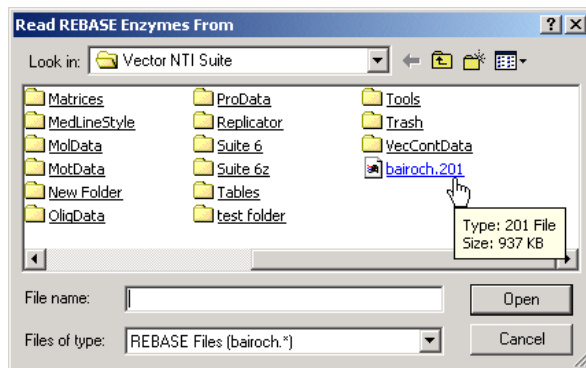 Read REBASE Enzymes From
Look in: Vector NTI Suite
Matrices ProData Tools
MedLineStyle Replicator Trash
MolData Suite 6 VecContData
MotData Suite 6z bairoch.201
New Folder Tables
OligData test folder
Type: 201 File
Size: 937 KB
File name: Open
Files of type: REBASE Files (bairoch.*) Cancel